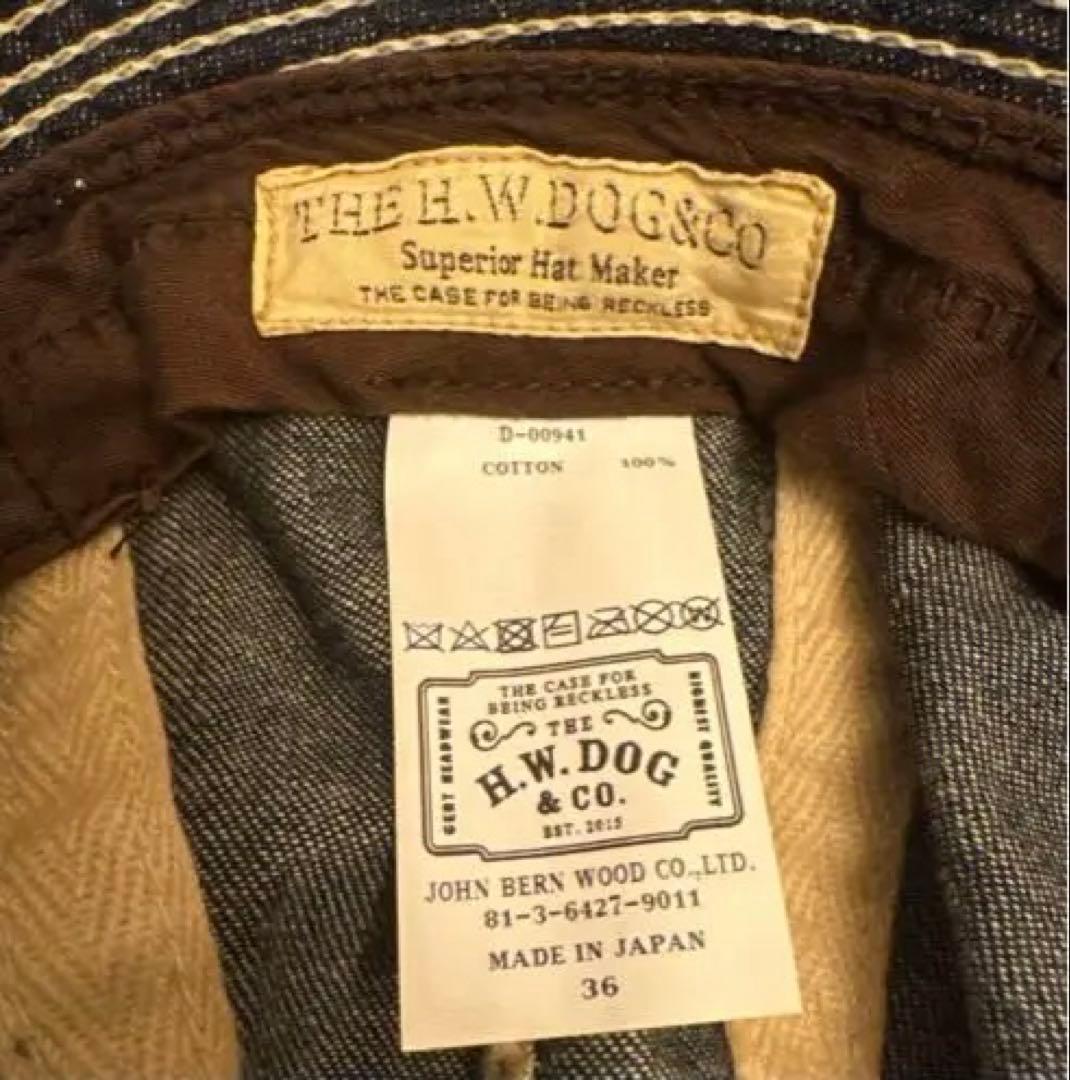 THE H.W.DOG&CO
Superior Hat Maker
THE CASE FOR BEING RECKLESS
D-00941
COTTON 100%
THE CASE FOR
BEING RECKLESS
GENT HEADWEAR
HIGHEST QUALITY
THE
H.W.DOG
& CO.
EST. 2015
JOHN BERN WOOD CO.,LTD.
81-3-6427-9011
MADE IN JAPAN
36